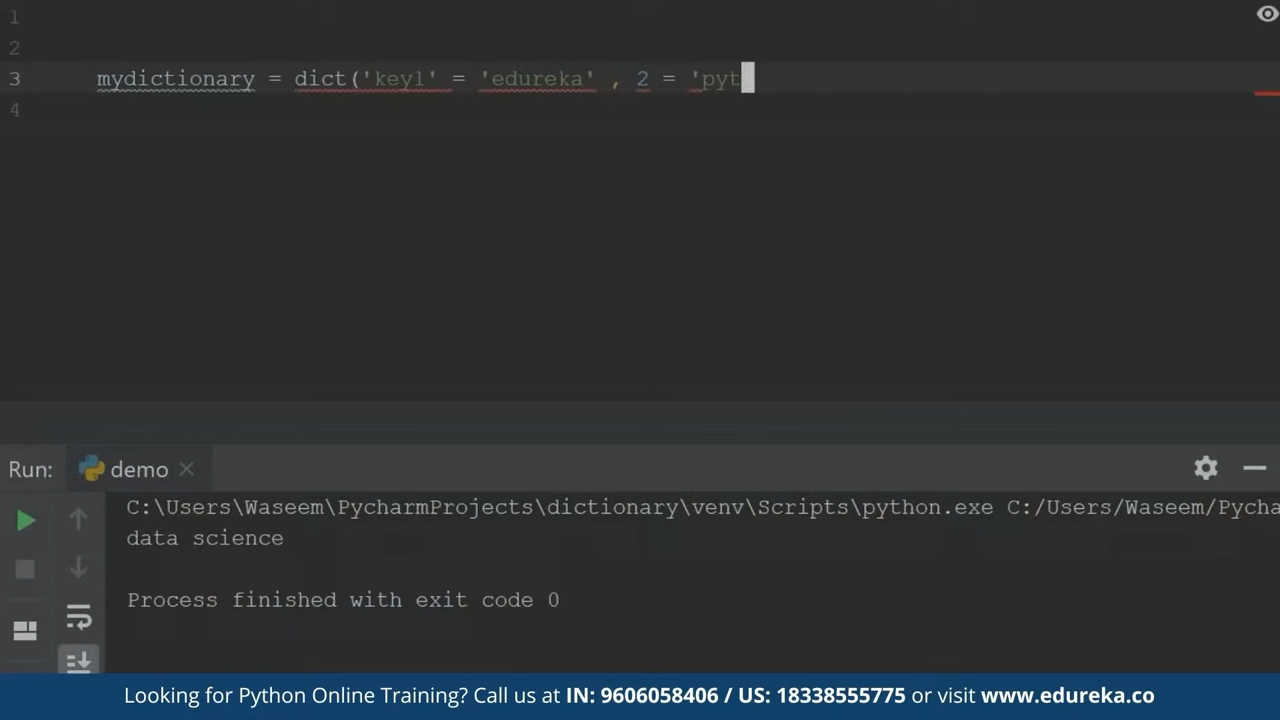 1
2
3 mydictionary = dict('key1' = 'edureka' , 2 = 'pyt
4
Run: demo
C:\Users\Waseem\PycharmProjects\dictionary\venv\Scripts\python.exe C:/Users/Waseem/Pycha
data science
Process finished with exit code 0
Looking for Python Online Training? Call us at IN: 9606058406 / US: 18338555775 or visit www.edureka.co